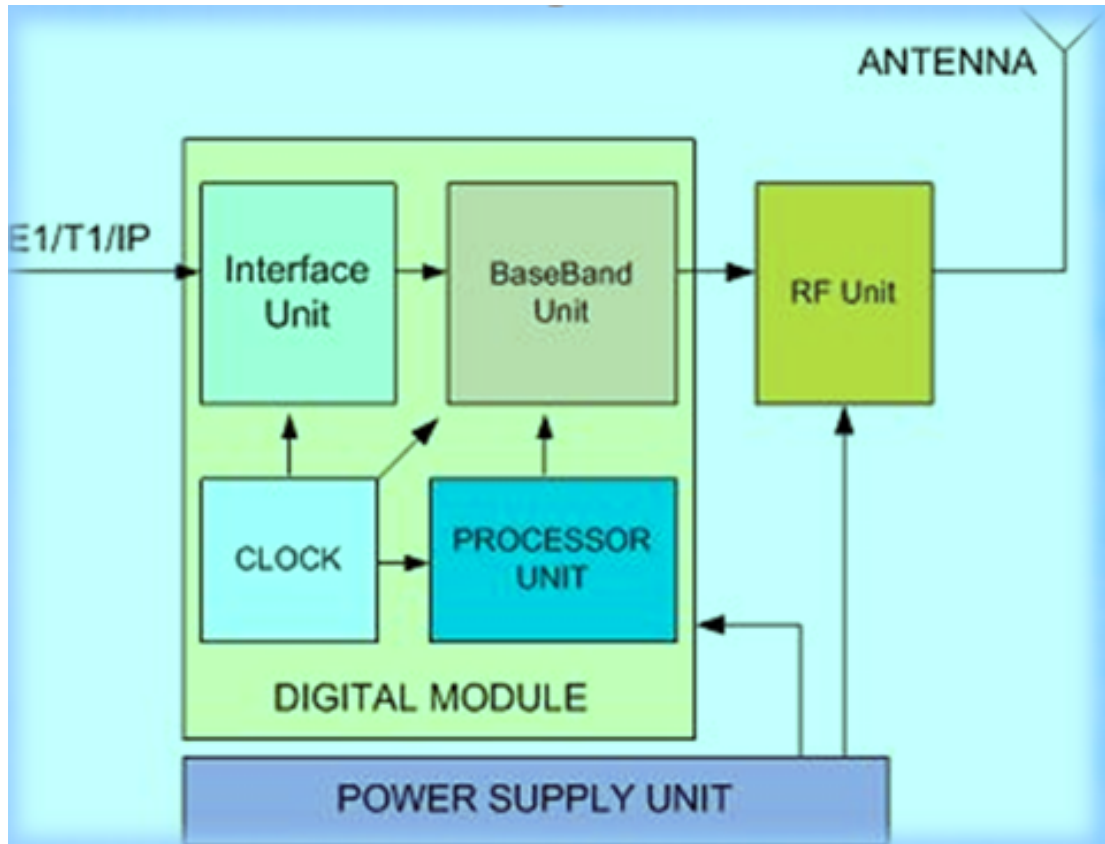 ANTENNA
E1/T1/IP
Interface
Unit
BaseBand
Unit
RF Unit
CLOCK
PROCESSOR
UNIT
DIGITAL MODULE
POWER SUPPLY UNIT